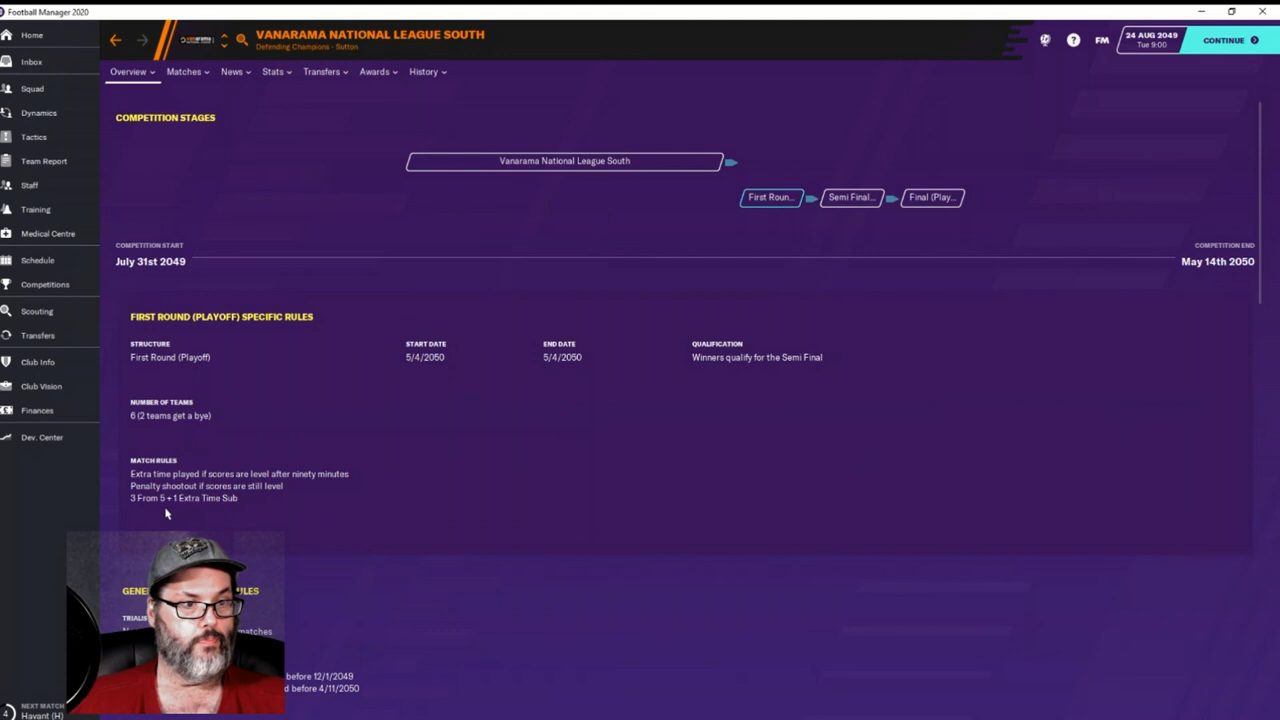 Football Manager 2020
Home
Inbox
Squad
Dynamics
Tactics
Team Report
Staff
Training
Medical Centre
Schedule
Competitions
Scouting
Transfers
Club Info
Club Vision
Finances
Dev. Center
4
NEXT MATCH
Havant (H)
vanarama
VANARAMA NATIONAL LEAGUE SOUTH
Defending Champions - Sutton
?
FM
24 AUG 2049
Tue 9:00
CONTINUE
Overview
Matches
News
Stats
Transfers
Awards
History
COMPETITION STAGES
Vanarama National League South
First Roun...
Semi Final...
Final (Play...
COMPETITION START
July 31st 2049
COMPETITION END
May 14th 2050
FIRST ROUND (PLAYOFF) SPECIFIC RULES
STRUCTURE
First Round (Playoff)
START DATE
5/4/2050
END DATE
5/4/2050
QUALIFICATION
Winners qualify for the Semi Final
NUMBER OF TEAMS
6 (2 teams get a bye)
MATCH RULES
Extra time played if scores are level after ninety minutes
Penalty shootout if scores are still level
3 From 5 + 1 Extra Time Sub
GENE ULES
TRIALIS
matches
before 12/1/2049
d before 4/11/2050